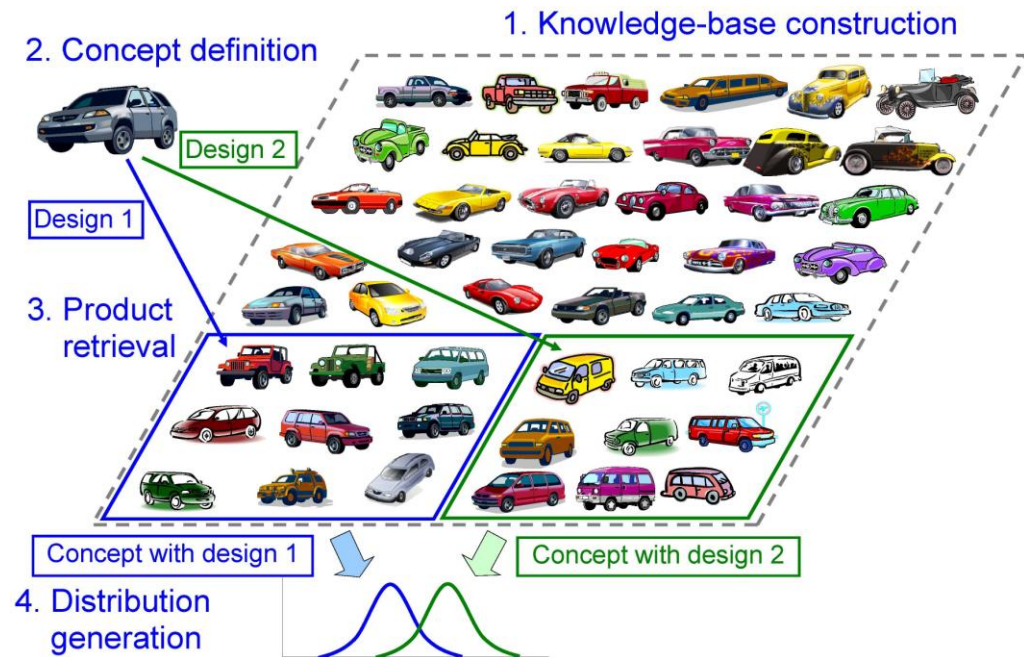 1. Knowledge-base construction
2. Concept definition
Design 2
Design 1
3. Product
retrieval
Concept with design 1
Concept with design 2
4. Distribution
generation